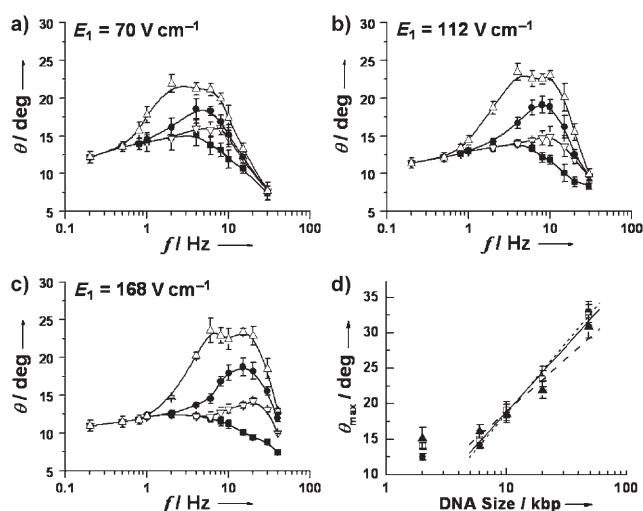 a) E₁ = 70 V cm⁻¹
30
25
20
15
10
5
θ / deg
0.1 1 10 100
f / Hz
b) E₁ = 112 V cm⁻¹
30
25
20
15
10
5
θ / deg
0.1 1 10 100
f / Hz
c) E₁ = 168 V cm⁻¹
30
25
20
15
10
5
θ / deg
0.1 1 10 100
f / Hz
d)
35
30
25
20
15
10
θmax / deg
1 10 100
DNA Size / kbp